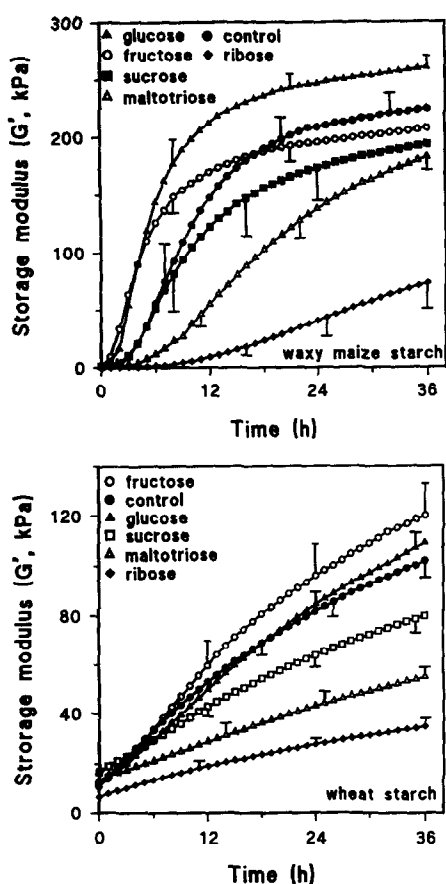 300
200
100
0
Storage modulus (G', kPa)
glucose control
fructose ribose
sucrose
maltotriose
waxy maize starch
0 12 24 36
Time (h)
120
80
40
0
Strorage modulus (G', kPa)
fructose
control
glucose
sucrose
maltotriose
ribose
wheat starch
0 12 24 36
Time (h)